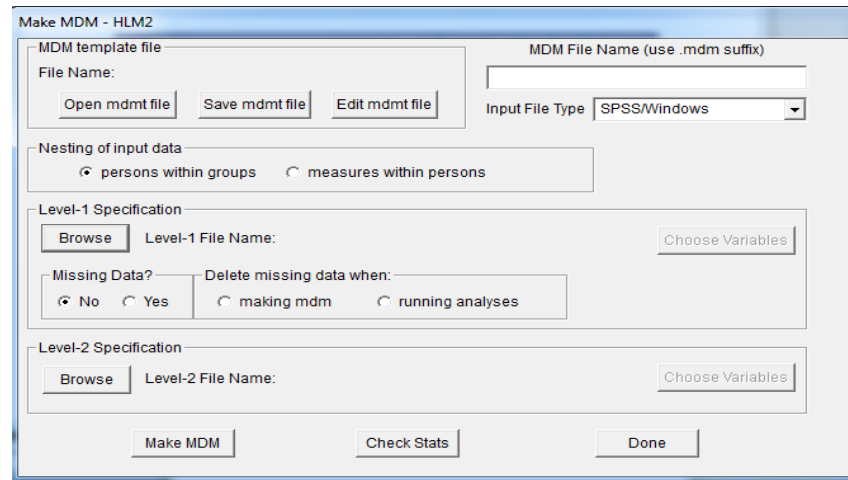 Make MDM - HLM2
MDM template file
MDM File Name (use .mdm suffix)
File Name:
Open mdmt file Save mdmt file Edit mdmt file
Input File Type SPSS/Windows
Nesting of input data
persons within groups measures within persons
Level-1 Specification
Browse Level-1 File Name: Choose Variables
Missing Data? Delete missing data when:
No Yes making mdm running analyses
Level-2 Specification
Browse Level-2 File Name: Choose Variables
Make MDM Check Stats Done